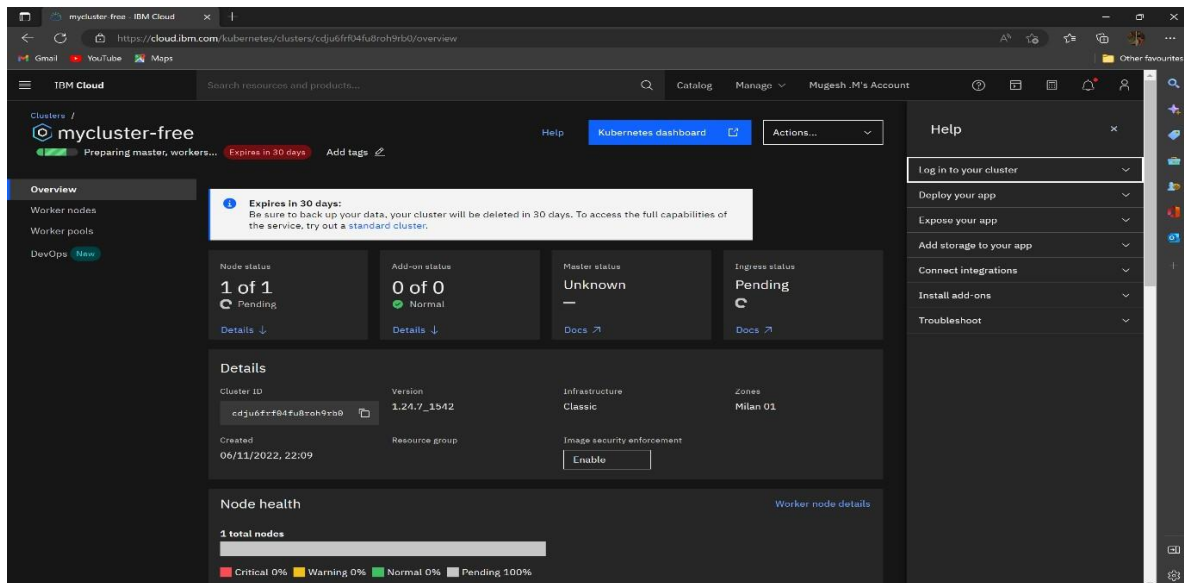 mycluster-free - IBM Cloud
https://cloud.ibm.com/kubernetes/clusters/cdju6frf04fu8roh9rb0/overview
Gmail YouTube Maps Other favourites
IBM Cloud Search resources and products... Catalog Manage Mugesh .M's Account
Clusters /
mycluster-free
Help Kubernetes dashboard Actions...
Preparing master, workers... Expires in 30 days Add tags
Overview
Worker nodes
Worker pools
DevOps New
Expires in 30 days:
Be sure to back up your data, your cluster will be deleted in 30 days. To access the full capabilities of
the service, try out a standard cluster.
Node status Add-on status Master status Ingress status
1 of 1 0 of 0 Unknown Pending
Pending Normal —
Details ↓ Details ↓ Docs ↗ Docs ↗
Details
Cluster ID Version Infrastructure Zones
cdju6frf04fu8roh9rb0 1.24.7_1542 Classic Milan 01
Created Resource group Image security enforcement
06/11/2022, 22:09 Enable
Node health Worker node details
1 total nodes
Critical 0% Warning 0% Normal 0% Pending 100%
Help
Log in to your cluster
Deploy your app
Expose your app
Add storage to your app
Connect integrations
Install add-ons
Troubleshoot